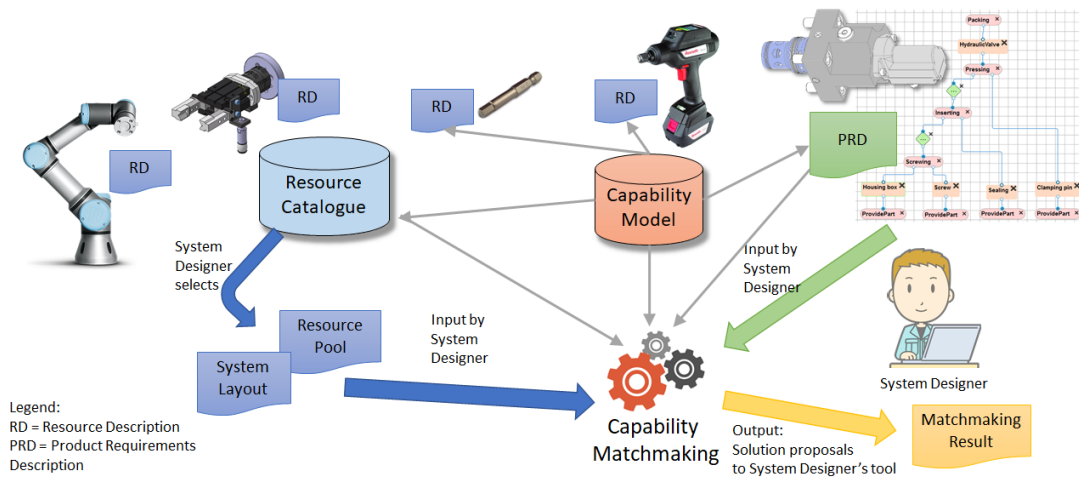 Packing
HydraulicValve
Pressing
Inserting
Screwing
Housing box
Screw
Sealing
Clamping pin
ProvidePart
ProvidePart
ProvidePart
ProvidePart
RD
RD
RD
RD
PRD
Resource
Catalogue
Capability
Model
System
Designer
selects
Input by
System
Designer
Resource
Pool
System
Layout
Input by
System
Designer
System Designer
Capability
Matchmaking
Output:
Solution proposals
to System Designer's tool
Matchmaking
Result
Legend:
RD = Resource Description
PRD = Product Requirements
Description